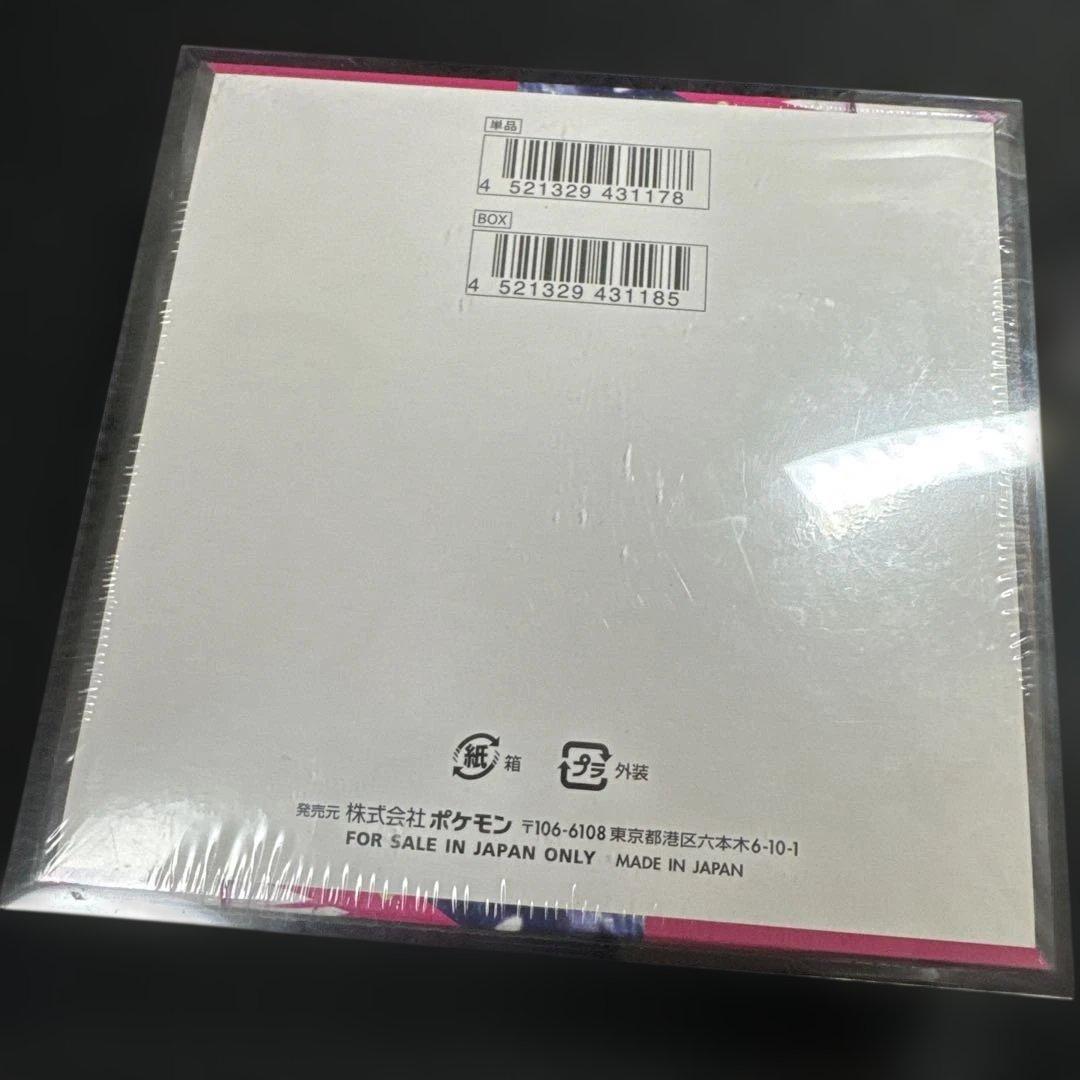 単品
4 521329 431178
BOX
4 521329 431185
紙 箱 プラ 外装
発売元 株式会社 ポケモン 〒106-6108 東京都港区六本木6-10-1
FOR SALE IN JAPAN ONLY MADE IN JAPAN